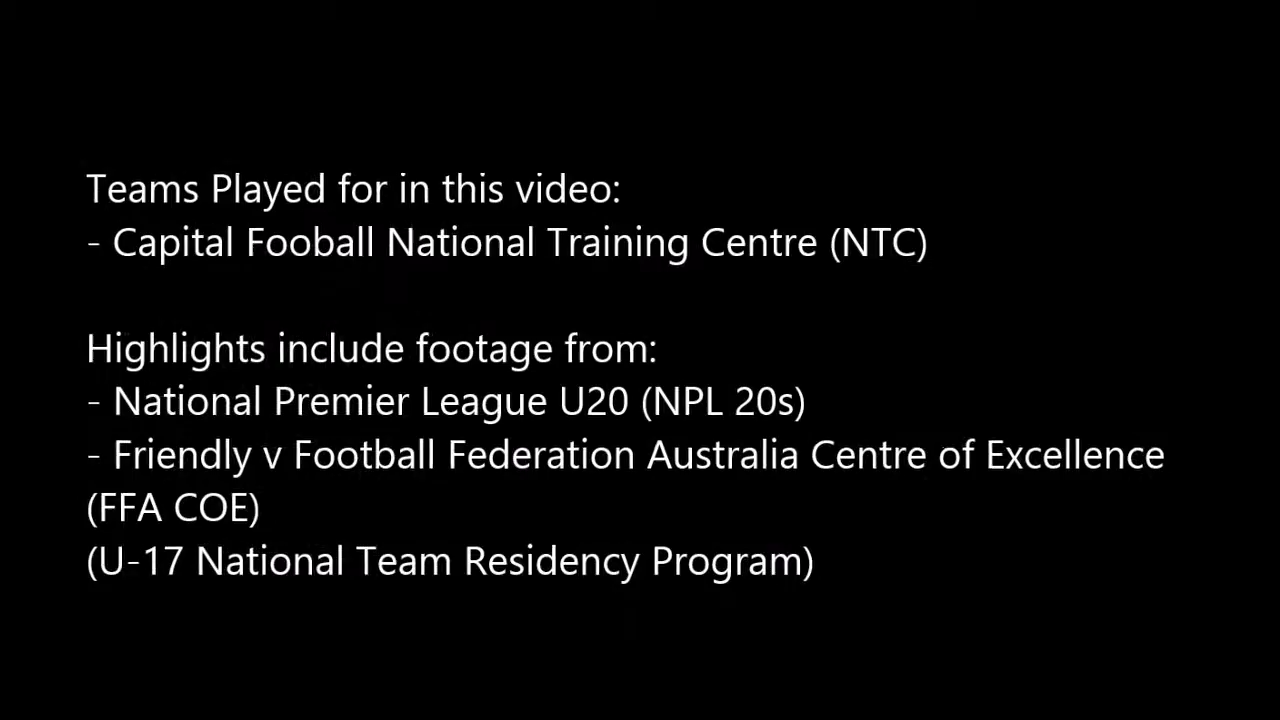 Teams Played for in this video:
- Capital Fooball National Training Centre (NTC)
Highlights include footage from:
- National Premier League U20 (NPL 20s)
- Friendly v Football Federation Australia Centre of Excellence
(FFA COE)
(U-17 National Team Residency Program)